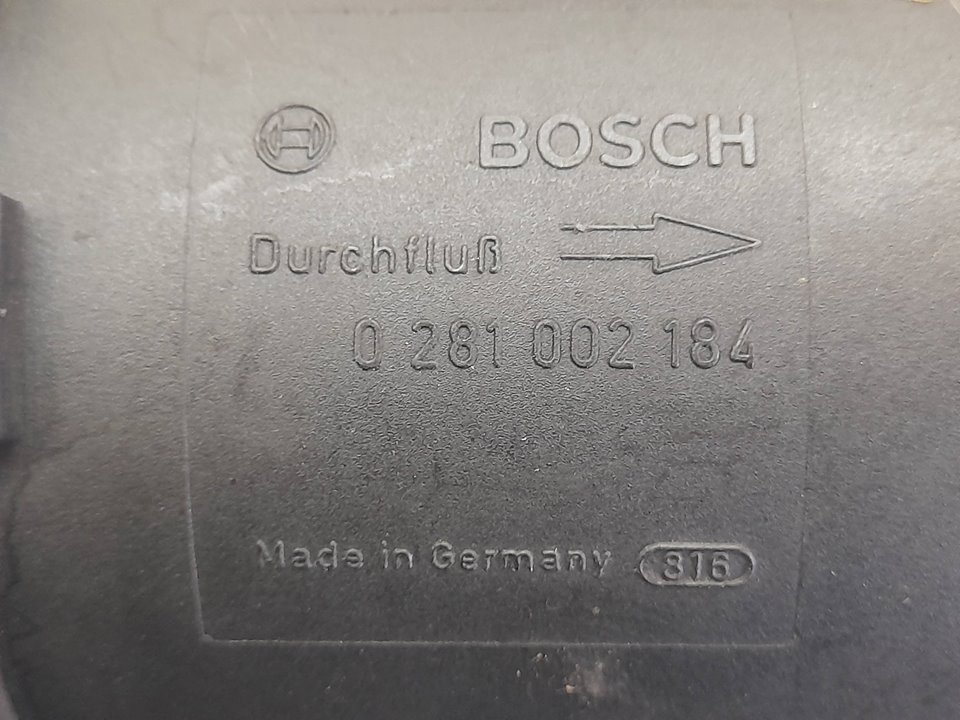 BOSCH
Durchfluß
0 281 002 184
Made in Germany 816